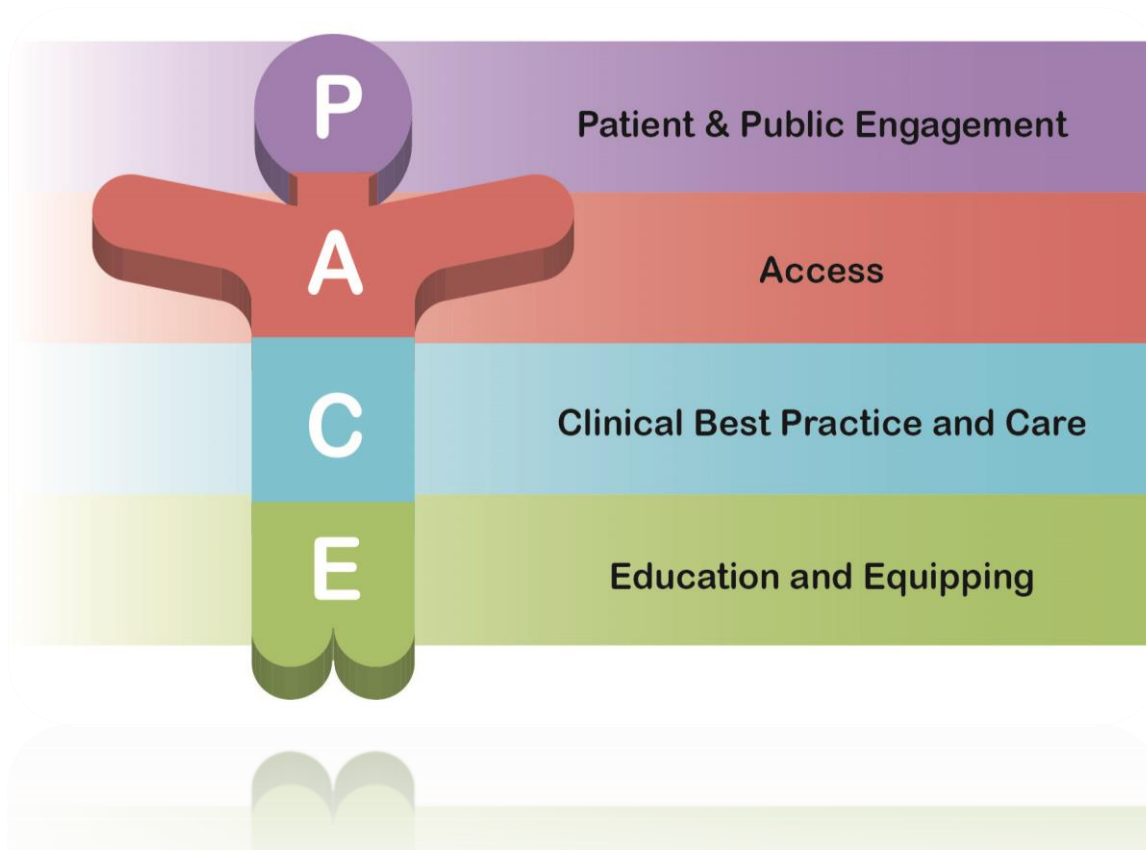 P
Patient & Public Engagement
A
Access
C
Clinical Best Practice and Care
E
Education and Equipping